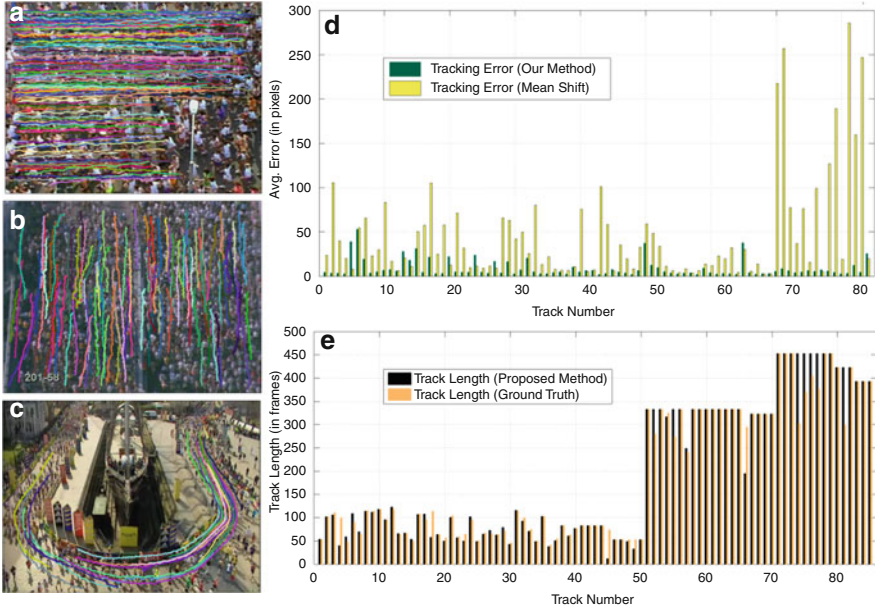 a
b
201-50
c
d
300
250
200
150
100
50
0
Avg. Error (in pixels)
Tracking Error (Our Method)
Tracking Error (Mean Shift)
0 10 20 30 40 50 60 70 80
Track Number
e
500
450
400
350
300
250
200
150
100
50
0
Track Length (in frames)
Track Length (Proposed Method)
Track Length (Ground Truth)
0 10 20 30 40 50 60 70 80
Track Number